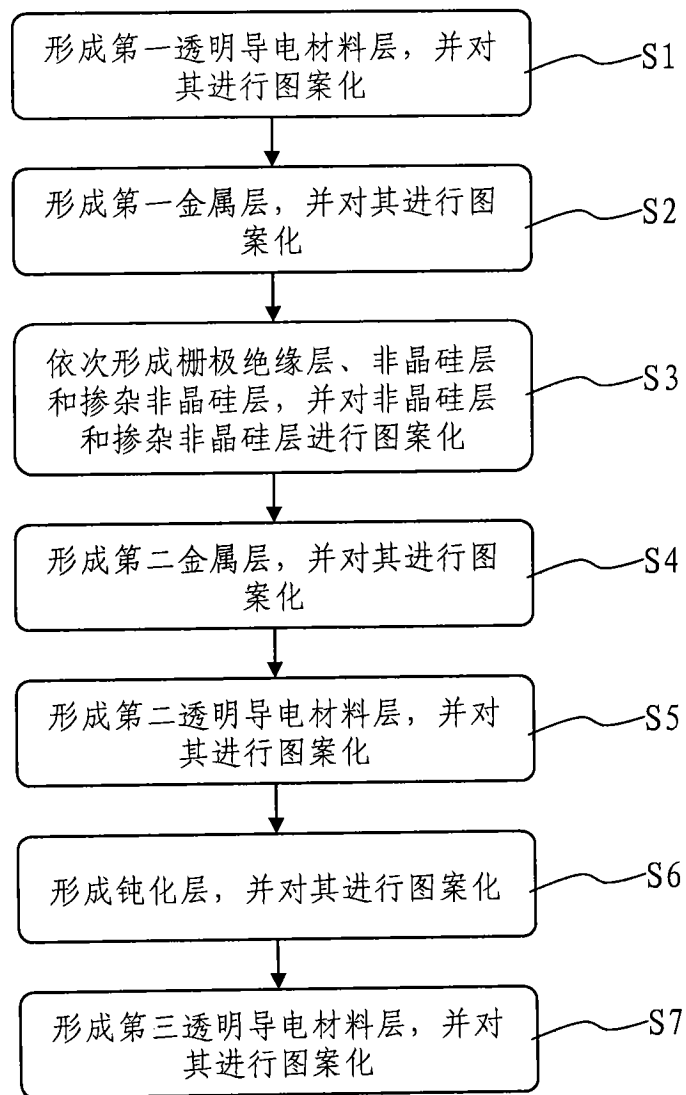 形成第一透明导电材料层，并对
其进行图案化
S1
形成第一金属层，并对其进行图
案化
S2
依次形成栅极绝缘层、非晶硅层
和掺杂非晶硅层，并对非晶硅层
和掺杂非晶硅层进行图案化
S3
形成第二金属层，并对其进行图
案化
S4
形成第二透明导电材料层，并对
其进行图案化
S5
形成钝化层，并对其进行图案化
S6
形成第三透明导电材料层，并对
其进行图案化
S7